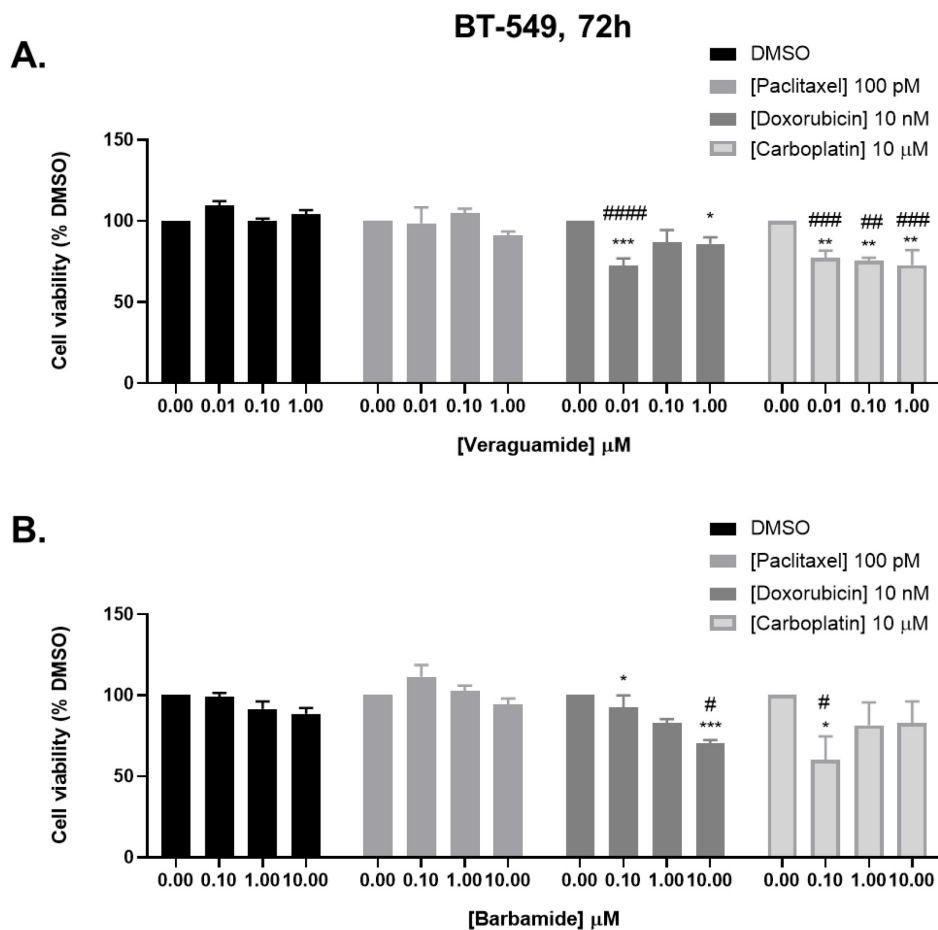 BT-549, 72h
A.
DMSO
[Paclitaxel] 100 pM
[Doxorubicin] 10 nM
[Carboplatin] 10 μM
Cell viability (% DMSO)
150
100
50
0
#### * ### ## ###
*** ** ** **
0.00 0.01 0.10 1.00 0.00 0.01 0.10 1.00 0.00 0.01 0.10 1.00 0.00 0.01 0.10 1.00
[Veraguamide] μM
B.
DMSO
[Paclitaxel] 100 pM
[Doxorubicin] 10 nM
[Carboplatin] 10 μM
Cell viability (% DMSO)
150
100
50
0
* # #
*** *
0.00 0.10 1.00 10.00 0.00 0.10 1.00 10.00 0.00 0.10 1.00 10.00 0.00 0.10 1.00 10.00
[Barbamide] μM